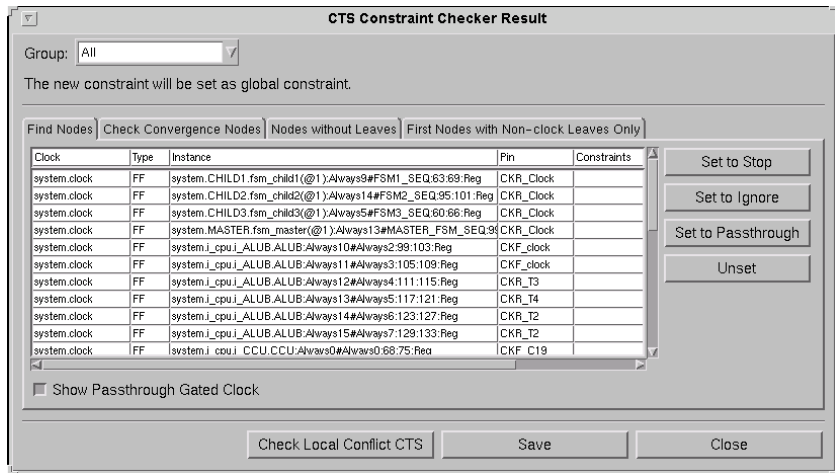 CTS Constraint Checker Result
Group: All
The new constraint will be set as global constraint.
Find Nodes Check Convergence Nodes Nodes without Leaves First Nodes with Non-clock Leaves Only
Clock Type Instance Pin Constraints
system.clock FF system.CHILD1.fsm_child1(@1):Always9#FSM1_SEQ:63:69:Reg CKR_Clock
system.clock FF system.CHILD2.fsm_child2(@1):Always14#FSM2_SEQ:95:101:Reg CKR_Clock
system.clock FF system.CHILD3.fsm_child3(@1):Always5#FSM3_SEQ:60:66:Reg CKR_Clock
system.clock FF system.MASTER.fsm_master(@1):Always13#MASTER_FSM_SEQ:99 CKR_Clock
system.clock FF system.i_cpu.i_ALUB.ALUB:Always10#Always2:99:103:Reg CKF_clock
system.clock FF system.i_cpu.i_ALUB.ALUB:Always11#Always3:105:109:Reg CKF_clock
system.clock FF system.i_cpu.i_ALUB.ALUB:Always12#Always4:111:115:Reg CKR_T3
system.clock FF system.i_cpu.i_ALUB.ALUB:Always13#Always5:117:121:Reg CKR_T4
system.clock FF system.i_cpu.i_ALUB.ALUB:Always14#Always6:123:127:Reg CKR_T2
system.clock FF system.i_cpu.i_ALUB.ALUB:Always15#Always7:129:133:Reg CKR_T2
system.clock FF system.i_cpu.i_CCU.CCU:Always0#Always0:68:75:Reg CKF_C19
Set to Stop
Set to Ignore
Set to Passthrough
Unset
Show Passthrough Gated Clock
Check Local Conflict CTS Save Close